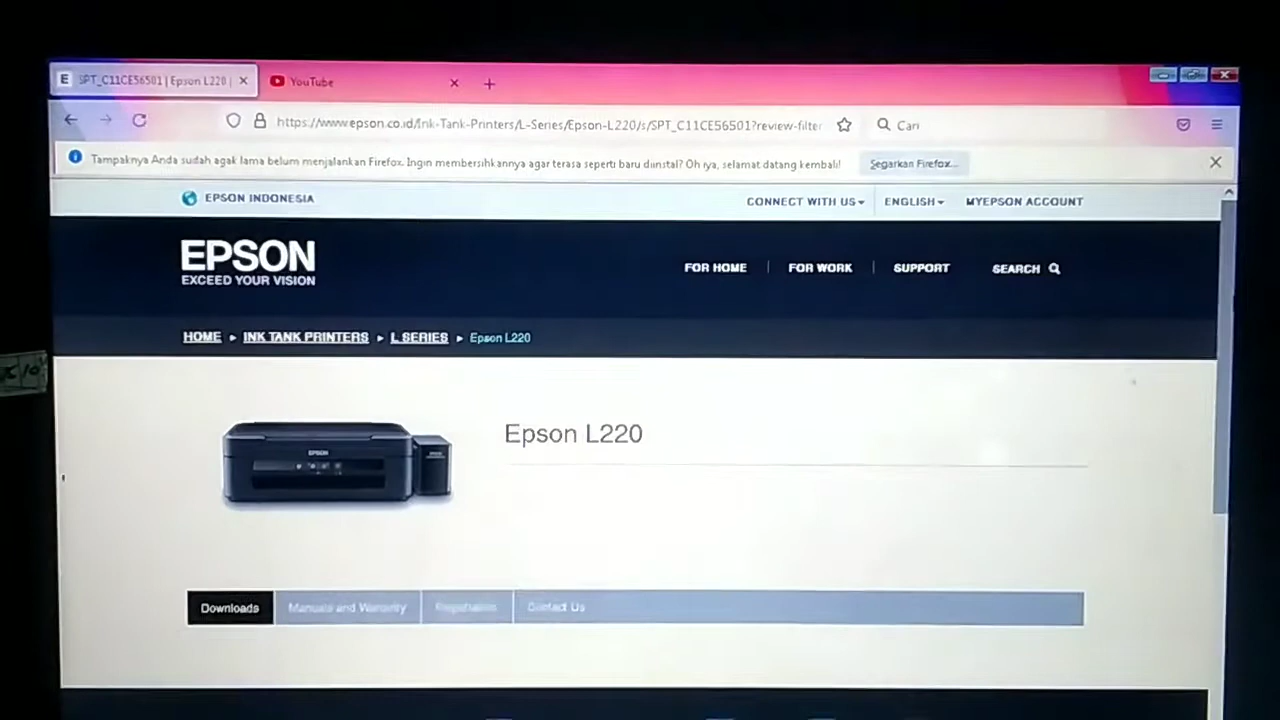 SPT_C11CE56501 | Epson L220 |
YouTube
https://www.epson.co.id/Ink-Tank-Printers/L-Series/Epson-L220/s/SPT_C11CE56501?review-filter
Cari
Tampaknya Anda sudah agak lama belum menjalankan Firefox. Ingin membersihkannya agar terasa seperti baru diinstal? Oh iya, selamat datang kembali!
Segarkan Firefox...
EPSON INDONESIA
CONNECT WITH US
ENGLISH
MYEPSON ACCOUNT
EPSON
EXCEED YOUR VISION
FOR HOME
FOR WORK
SUPPORT
SEARCH
HOME ▸ INK TANK PRINTERS ▸ L SERIES ▸ Epson L220
EPSON
Epson L220
Downloads
Manuals and Warranty
Registration
Contact Us